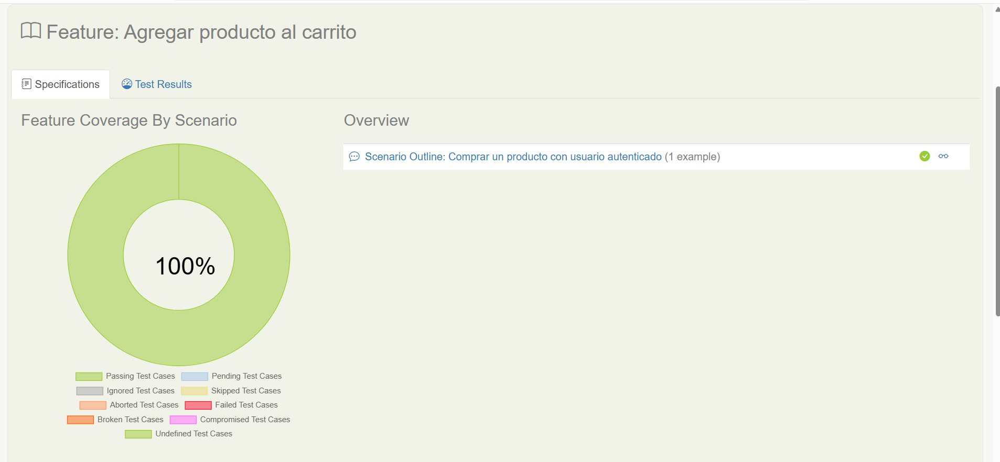 Feature: Agregar producto al carrito
Specifications
Test Results
Feature Coverage By Scenario
100%
Passing Test Cases
Pending Test Cases
Ignored Test Cases
Skipped Test Cases
Aborted Test Cases
Failed Test Cases
Broken Test Cases
Compromised Test Cases
Undefined Test Cases
Overview
Scenario Outline: Comprar un producto con usuario autenticado (1 example)